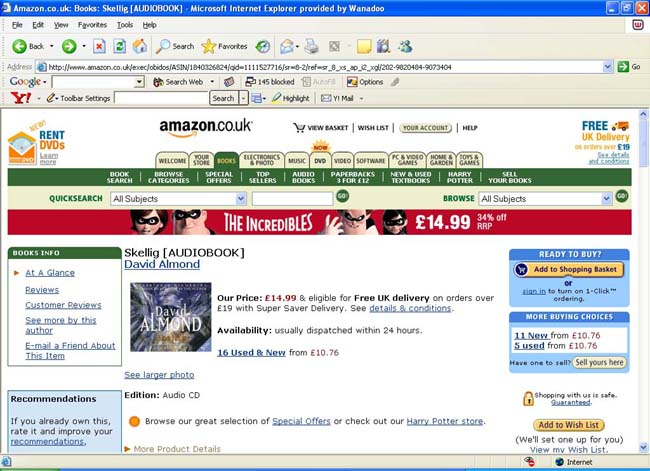 Amazon.co.uk: Books: Skellig [AUDIOBOOK] - Microsoft Internet Explorer provided by Wanadoo
File Edit View Favorites Tools Help
Back Search Favorites
Address http://www.amazon.co.uk/exec/obidos/ASIN/1840326824/qid=1111527716/sr=8-2/ref=sr_8_xs_ap_i2_xgl/202-9820484-9073404 Go
Google Search Web 145 blocked AutoFill Options
Y! Toolbar Settings Search Highlight Y! Mail
NEW!
RENT DVDs
Learn more
amazon.co.uk
VIEW BASKET | WISH LIST | YOUR ACCOUNT | HELP
FREE
UK Delivery
on orders over £19
See details and conditions
NOW
WELCOME YOUR STORE BOOKS ELECTRONICS & PHOTO MUSIC DVD VIDEO SOFTWARE PC & VIDEO GAMES HOME & GARDEN TOYS & GAMES
BOOK SEARCH BROWSE CATEGORIES SPECIAL OFFERS TOP SELLERS AUDIO BOOKS PAPERBACKS 3 FOR £12 NEW & USED TEXTBOOKS HARRY POTTER SELL YOUR BOOKS
QUICKSEARCH All Subjects GO! BROWSE All Subjects GO!
THE INCREDIBLES £14.99 34% off RRP
BOOKS INFO
At A Glance
Reviews
Customer Reviews
See more by this author
E-mail a Friend About This Item
Skellig [AUDIOBOOK]
David Almond
David
ALMOND
Our Price: £14.99 & eligible for Free UK delivery on orders over
£19 with Super Saver Delivery. See details & conditions.
Availability: usually dispatched within 24 hours.
16 Used & New from £10.76
See larger photo
Edition: Audio CD
Browse our great selection of Special Offers or check out our Harry Potter store.
More Product Details
READY TO BUY?
Add to Shopping Basket
or
sign in to turn on 1-Click™ ordering.
MORE BUYING CHOICES
11 New from £10.76
5 used from £10.76
Have one to sell? Sell yours here
Shopping with us is safe.
Guaranteed.
Add to Wish List
(We'll set one up for you)
View my Wish List.
Recommendations
If you already own this,
rate it and improve your
recommendations,
Internet